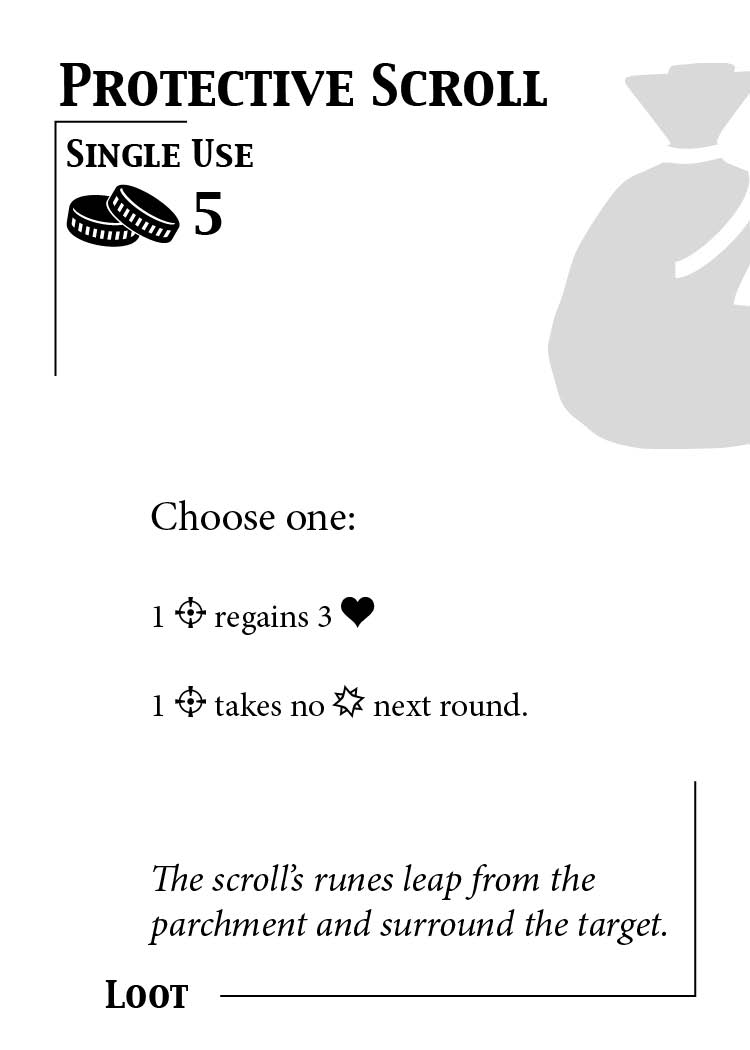 Protective Scroll
Single Use
5
Choose one:
1 regains 3
1 takes no next round.
The scroll's runes leap from the
parchment and surround the target.
Loot